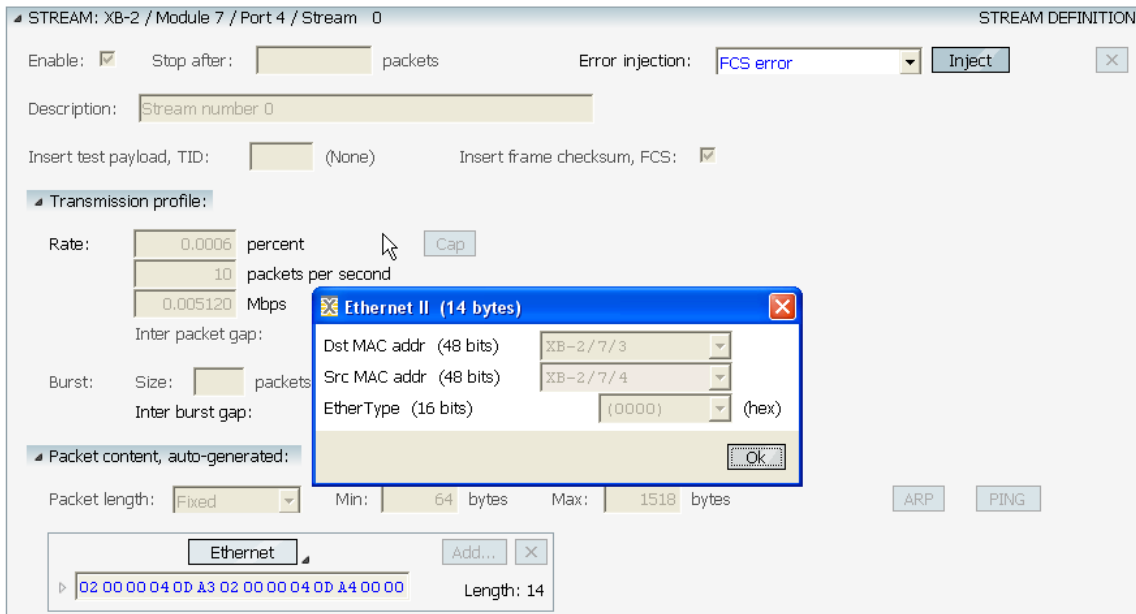 STREAM: XB-2 / Module 7 / Port 4 / Stream 0 STREAM DEFINITION
Enable: Stop after: packets Error injection: FCS error Inject
Description: Stream number 0
Insert test payload, TID: (None) Insert frame checksum, FCS:
Transmission profile:
Rate: 0.0006 percent Cap
10 packets per second
0.005120 Mbps
Inter packet gap:
Burst: Size: packets
Inter burst gap:
Ethernet II (14 bytes)
Dst MAC addr (48 bits) XB-2/7/3
Src MAC addr (48 bits) XB-2/7/4
EtherType (16 bits) (0000) (hex)
Ok
Packet content, auto-generated:
Packet length: Fixed Min: 64 bytes Max: 1518 bytes ARP PING
Ethernet Add...
02 00 00 04 0D A3 02 00 00 04 0D A4 00 00 Length: 14